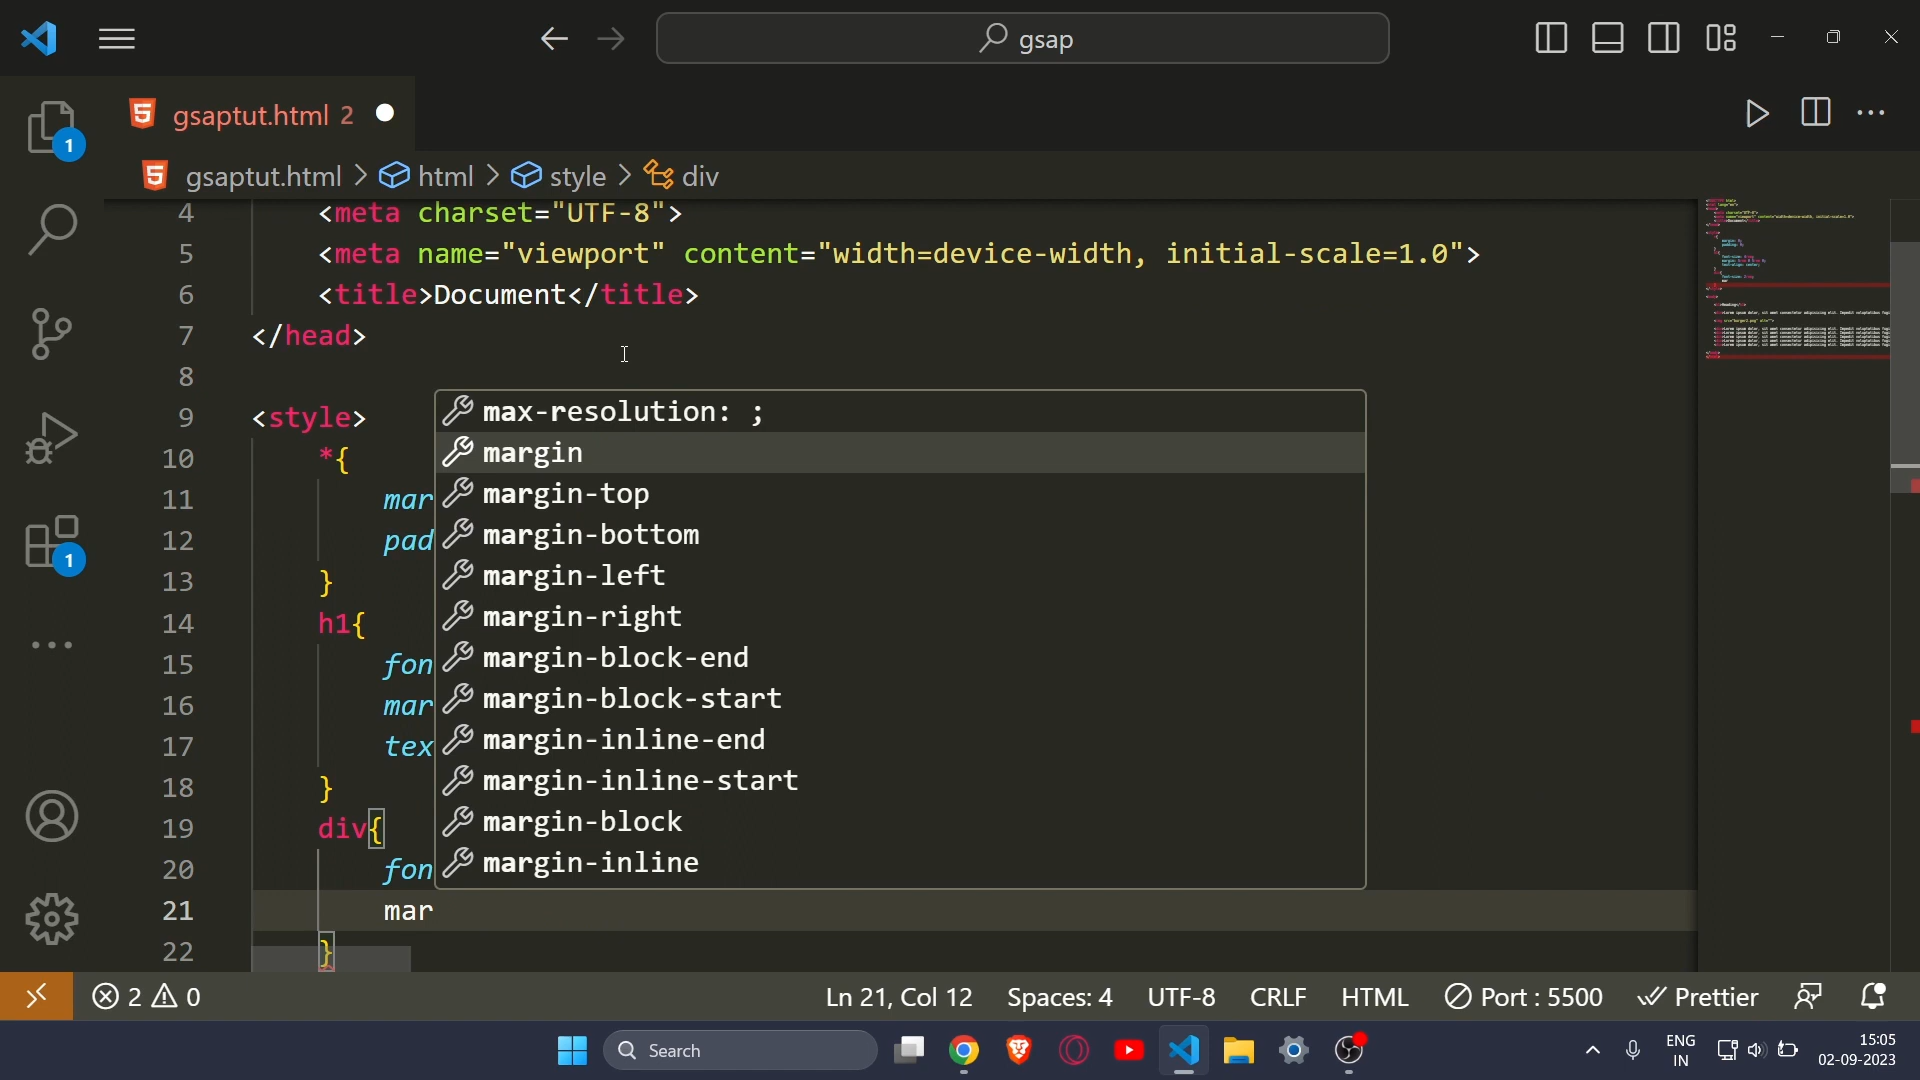 gsap
gsaptut.html 2
gsaptut.html > html > style > div
4 <meta charset="UTF-8">
5 <meta name="viewport" content="width=device-width, initial-scale=1.0">
6 <title>Document</title>
7 </head>
8
9 <style>
10 *{
11 mar
12 pad
13 }
14 h1{
15 fon
16 mar
17 tex
18 }
19 div{
20 fon
21 mar
22 }
max-resolution: ;
margin
margin-top
margin-bottom
margin-left
margin-right
margin-block-end
margin-block-start
margin-inline-end
margin-inline-start
margin-block
margin-inline
1
1
2 0
Ln 21, Col 12 Spaces: 4 UTF-8 CRLF HTML Port : 5500 Prettier
Search
ENG
IN
15:05
02-09-2023